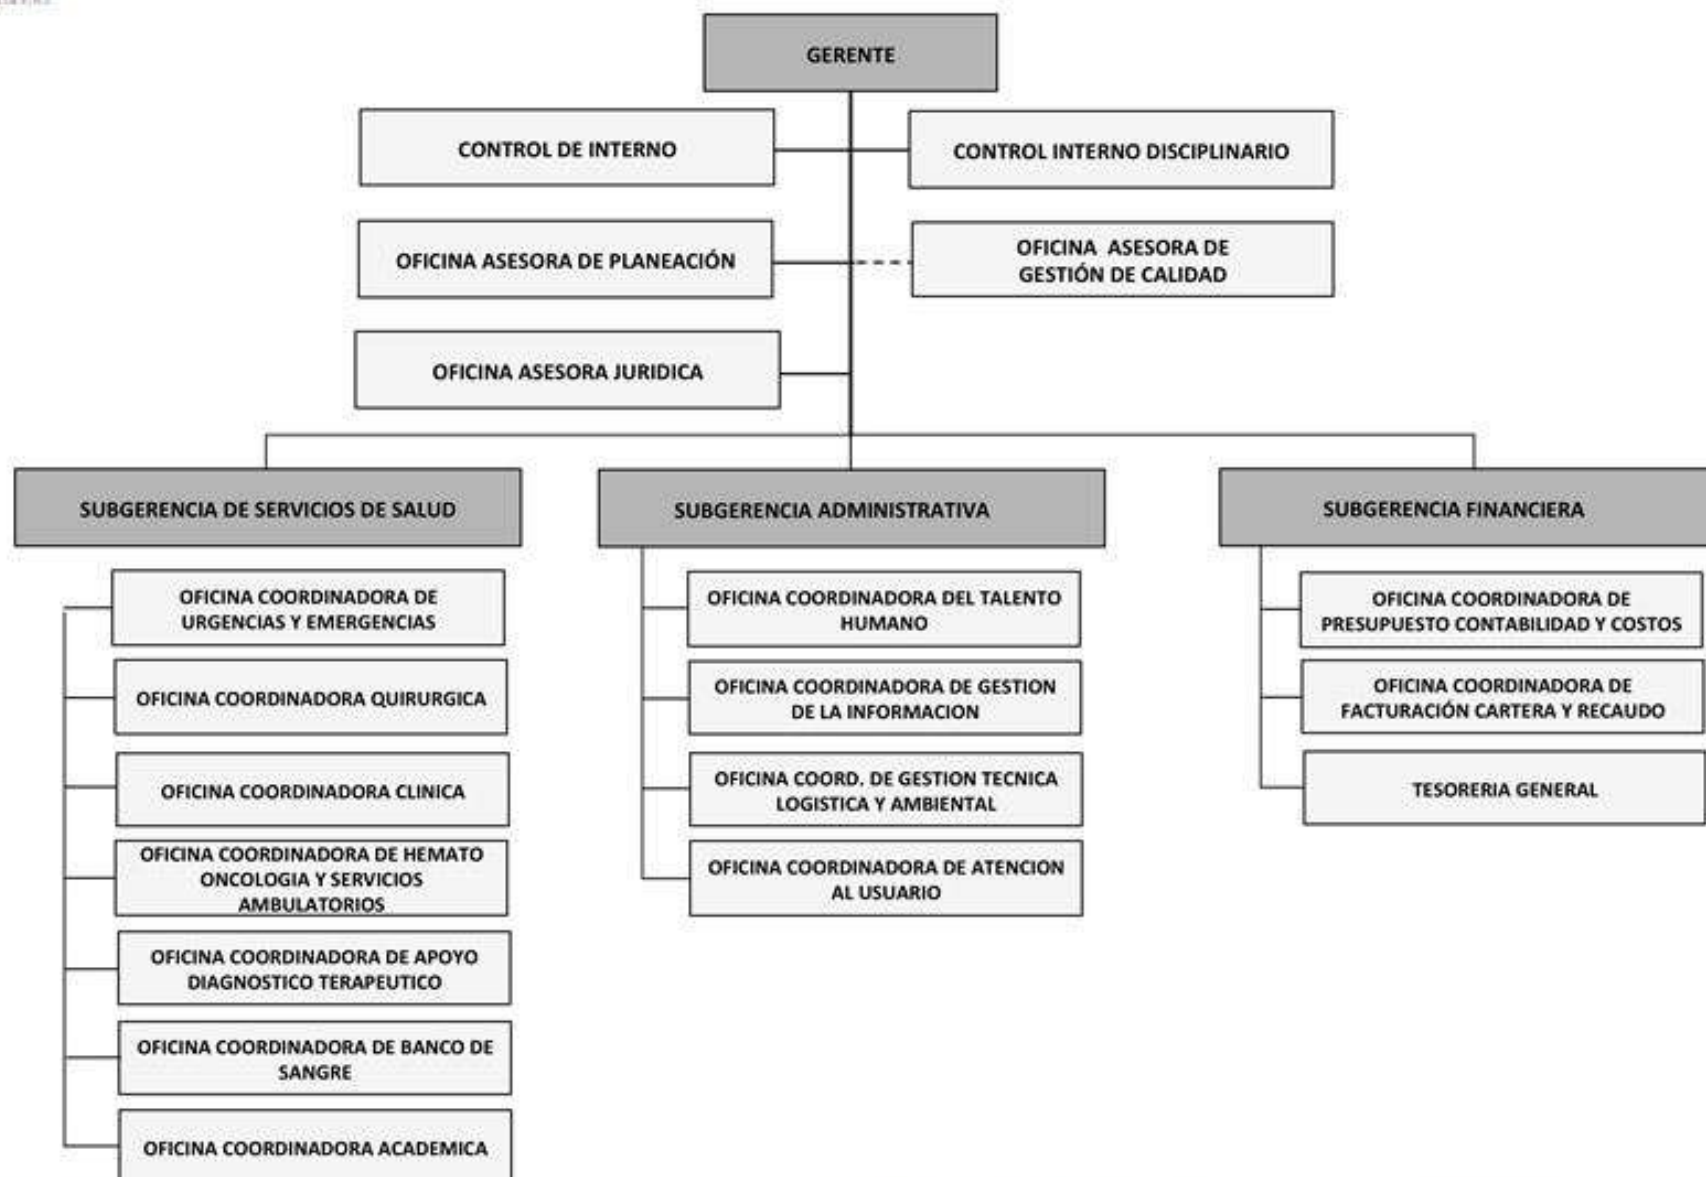 GERENTE
CONTROL DE INTERNO
CONTROL INTERNO DISCIPLINARIO
OFICINA ASESORA DE PLANEACIÓN
OFICINA ASESORA DE
GESTIÓN DE CALIDAD
OFICINA ASESORA JURIDICA
SUBGERENCIA DE SERVICIOS DE SALUD
OFICINA COORDINADORA DE
URGENCIAS Y EMERGENCIAS
OFICINA COORDINADORA QUIRURGICA
OFICINA COORDINADORA CLINICA
OFICINA COORDINADORA DE HEMATO
ONCOLOGIA Y SERVICIOS
AMBULATORIOS
OFICINA COORDINADORA DE APOYO
DIAGNOSTICO TERAPEUTICO
OFICINA COORDINADORA DE BANCO DE
SANGRE
OFICINA COORDINADORA ACADEMICA
SUBGERENCIA ADMINISTRATIVA
OFICINA COORDINADORA DEL TALENTO
HUMANO
OFICINA COORDINADORA DE GESTION
DE LA INFORMACION
OFICINA COORD. DE GESTION TECNICA
LOGISTICA Y AMBIENTAL
OFICINA COORDINADORA DE ATENCION
AL USUARIO
SUBGERENCIA FINANCIERA
OFICINA COORDINADORA DE
PRESUPUESTO CONTABILIDAD Y COSTOS
OFICINA COORDINADORA DE
FACTURACIÓN CARTERA Y RECAUDO
TESORERIA GENERAL